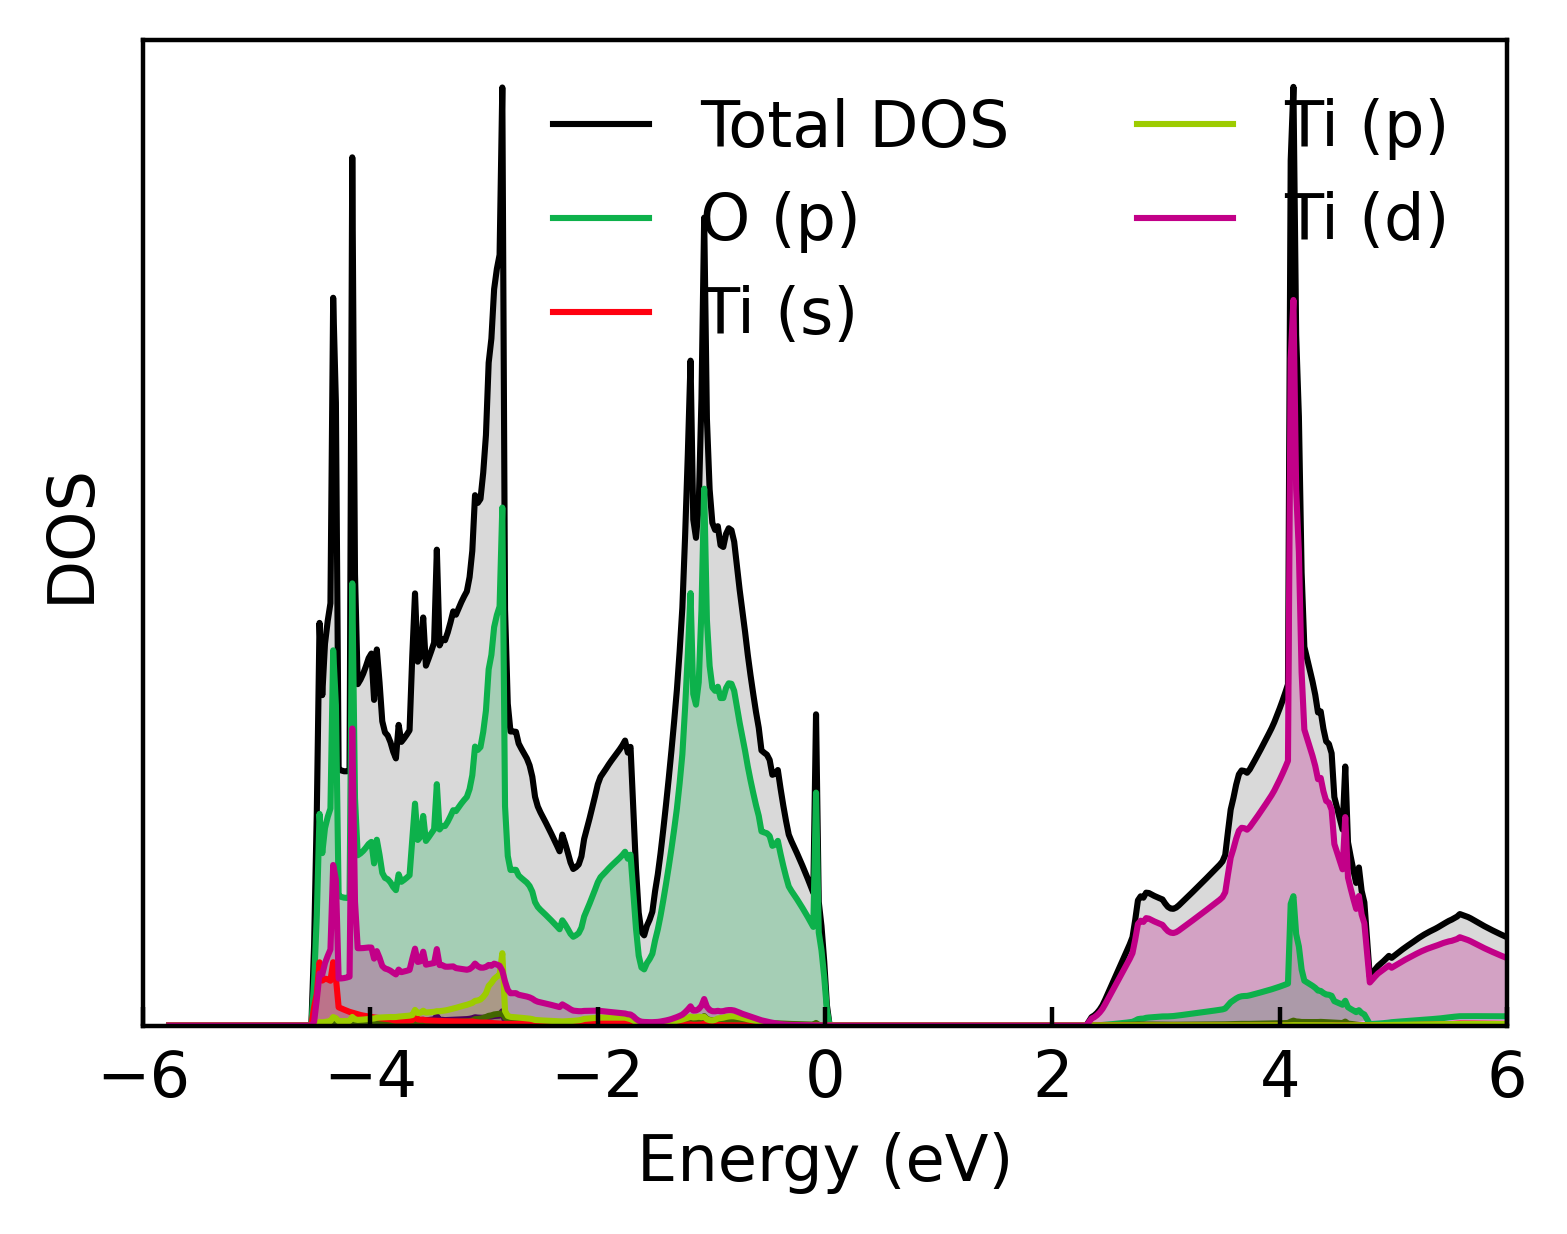 Total DOS
O (p)
Ti (s)
Ti (p)
Ti (d)
DOS
−6 −4 −2 0 2 4 6
Energy (eV)